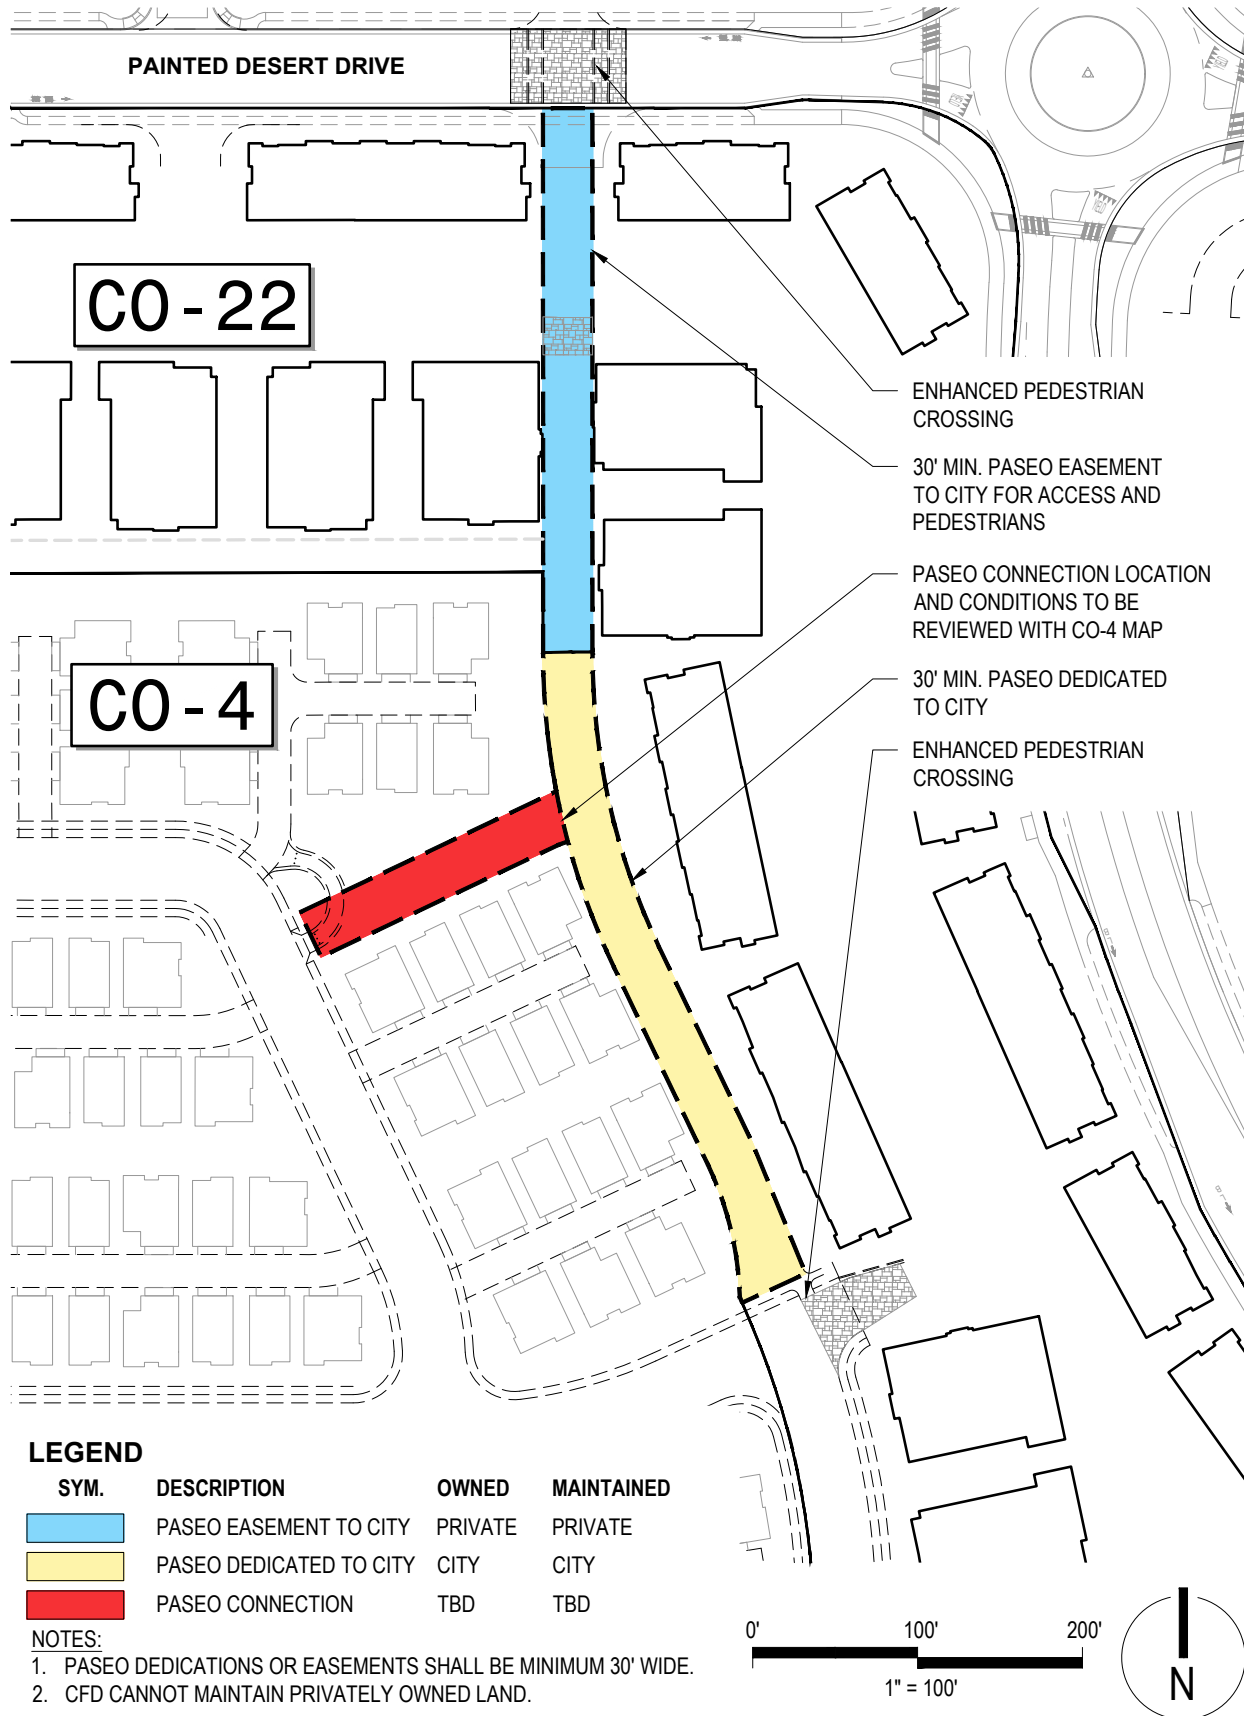 PAINTED DESERT DRIVE
CO-22
ENHANCED PEDESTRIAN
CROSSING
30' MIN. PASEO EASEMENT
TO CITY FOR ACCESS AND
PEDESTRIANS
PASEO CONNECTION LOCATION
AND CONDITIONS TO BE
REVIEWED WITH CO-4 MAP
30' MIN. PASEO DEDICATED
TO CITY
ENHANCED PEDESTRIAN
CROSSING
CO-4
LEGEND
SYM. DESCRIPTION OWNED MAINTAINED
PASEO EASEMENT TO CITY PRIVATE PRIVATE
PASEO DEDICATED TO CITY CITY CITY
PASEO CONNECTION TBD TBD
NOTES:
1. PASEO DEDICATIONS OR EASEMENTS SHALL BE MINIMUM 30' WIDE.
2. CFD CANNOT MAINTAIN PRIVATELY OWNED LAND.
0' 100' 200'
1" = 100'
N